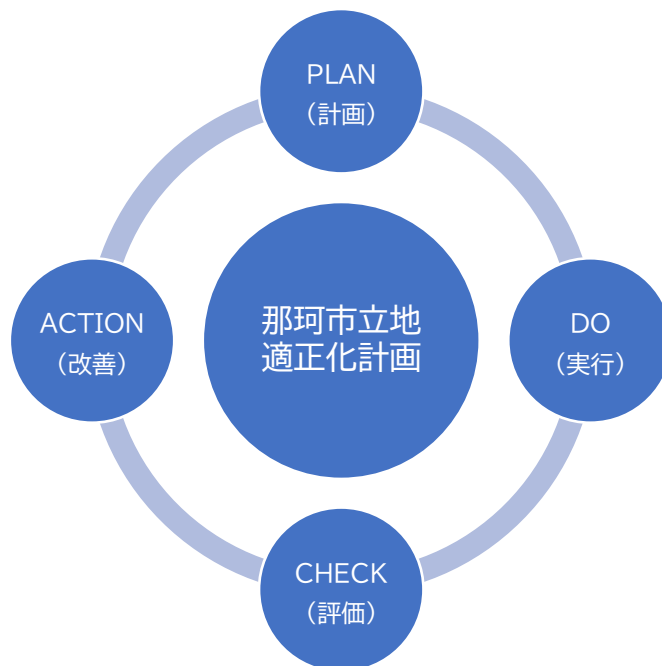 PLAN
（計画）
那珂市立地
適正化計画
ACTION
（改善）
DO
（実行）
CHECK
（評価）